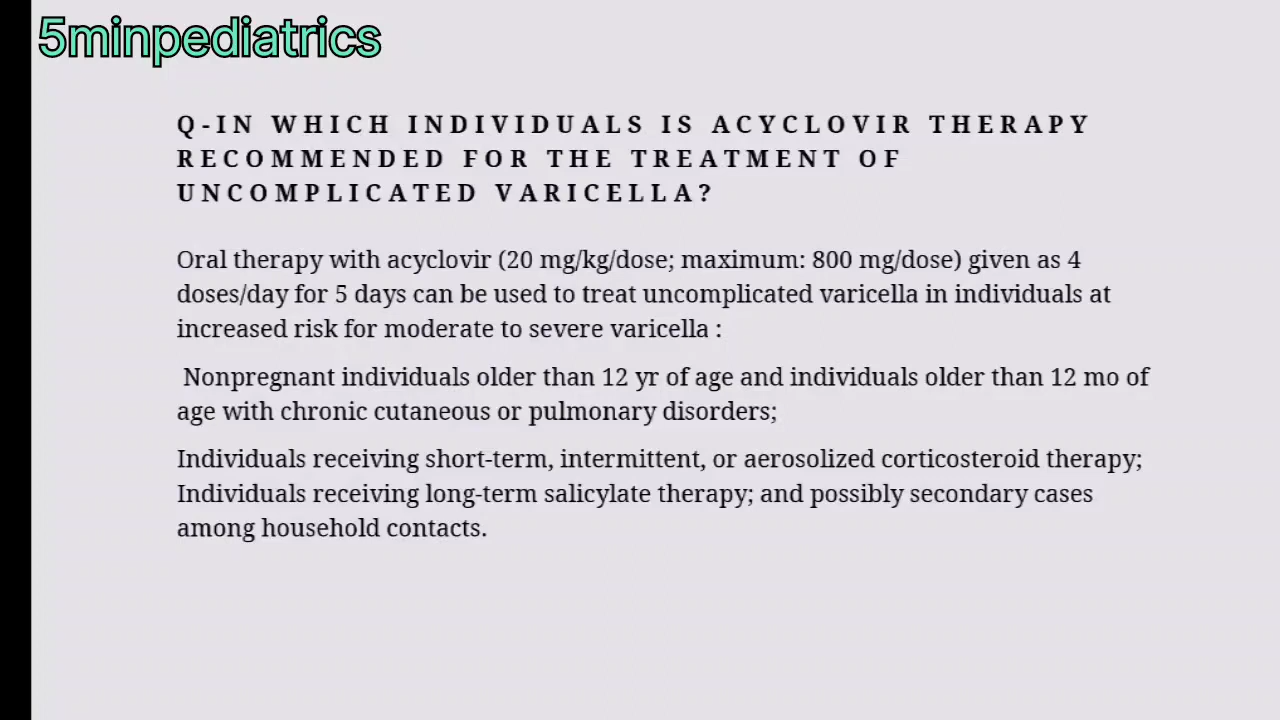 5minpediatrics
Q-IN WHICH INDIVIDUALS IS ACYCLOVIR THERAPY
RECOMMENDED FOR THE TREATMENT OF
UNCOMPLICATED VARICELLA?
Oral therapy with acyclovir (20 mg/kg/dose; maximum: 800 mg/dose) given as 4
doses/day for 5 days can be used to treat uncomplicated varicella in individuals at
increased risk for moderate to severe varicella :
Nonpregnant individuals older than 12 yr of age and individuals older than 12 mo of
age with chronic cutaneous or pulmonary disorders;
Individuals receiving short-term, intermittent, or aerosolized corticosteroid therapy;
Individuals receiving long-term salicylate therapy; and possibly secondary cases
among household contacts.